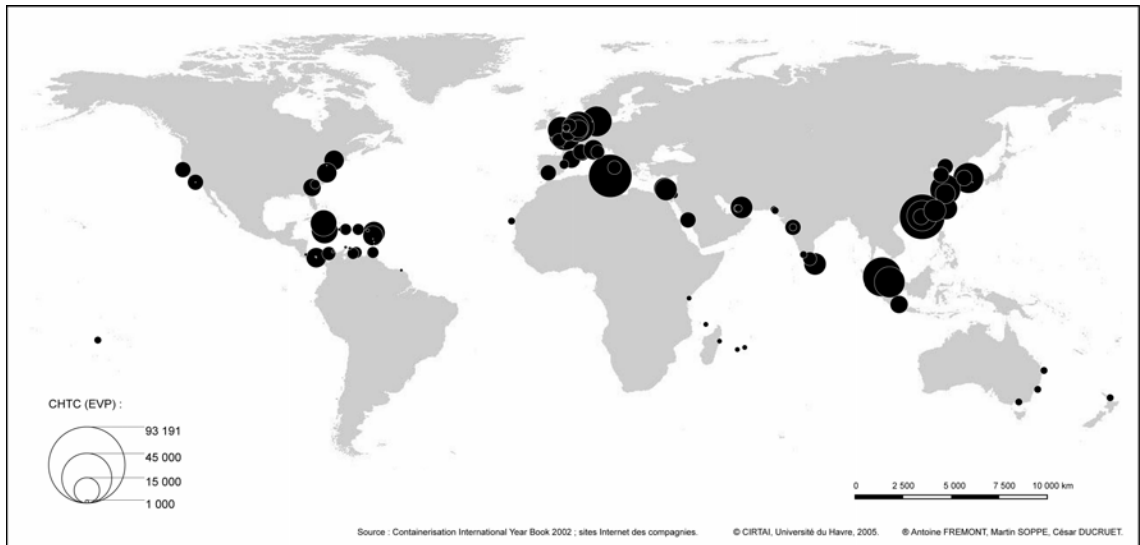 CHTC (EVP) :
93 191
45 000
15 000
1 000
0 2 500 5 000 7 500 10 000 km
Source : Containerisation International Year Book 2002 ; sites Internet des compagnies. © CIRTAI, Université du Havre, 2005. ® Antoine FREMONT, Martin SOPPE, César DUCRUET.